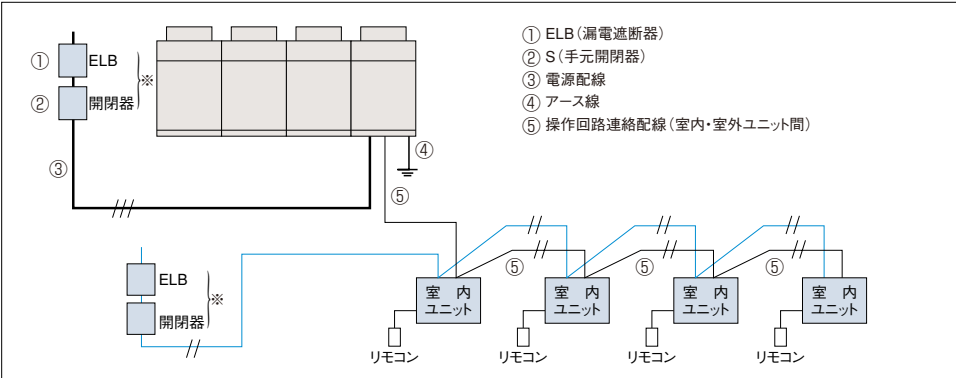 ① ELB(漏電遮断器)
② S(手元開閉器)
③ 電源配線
④ アース線
⑤ 操作回路連絡配線(室内・室外ユニット間)
① ELB
※
② 開閉器
③
④
⑤
ELB
※
開閉器
⑤ ⑤ ⑤
室内 室内 室内 室内
ユニット ユニット ユニット ユニット
リモコン リモコン リモコン リモコン